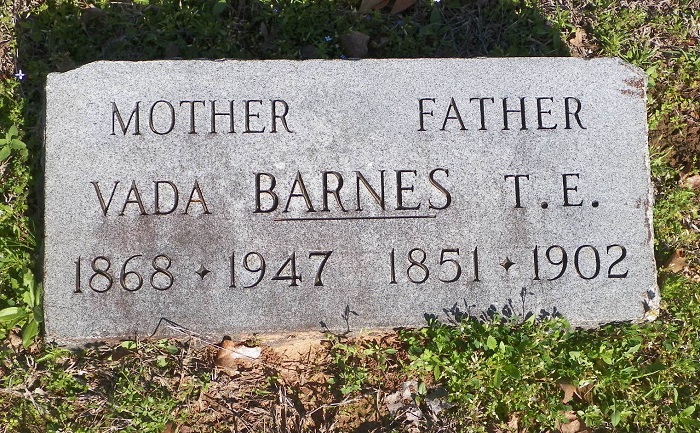 MOTHER FATHER
VADA BARNES T.E.
1868 ✦ 1947 1851 ✦ 1902